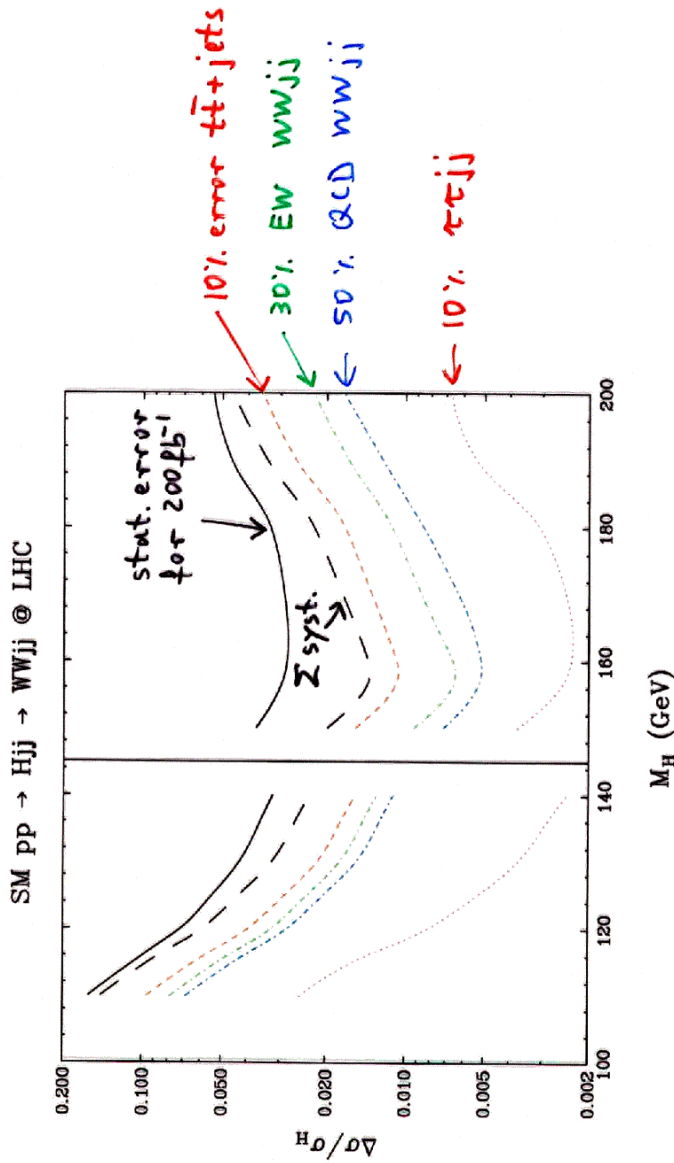 SM pp → Hjj → WWjj @ LHC
Δσ/σ_H
0.200
0.100
0.050
0.020
0.010
0.005
0.002
stat. error
for 200fb⁻¹
Σ syst.
100
120
140
160
180
200
M_H (GeV)
10% error tt̄+jets
30% EW WWjj
50% QCD WWjj
10% ττjj